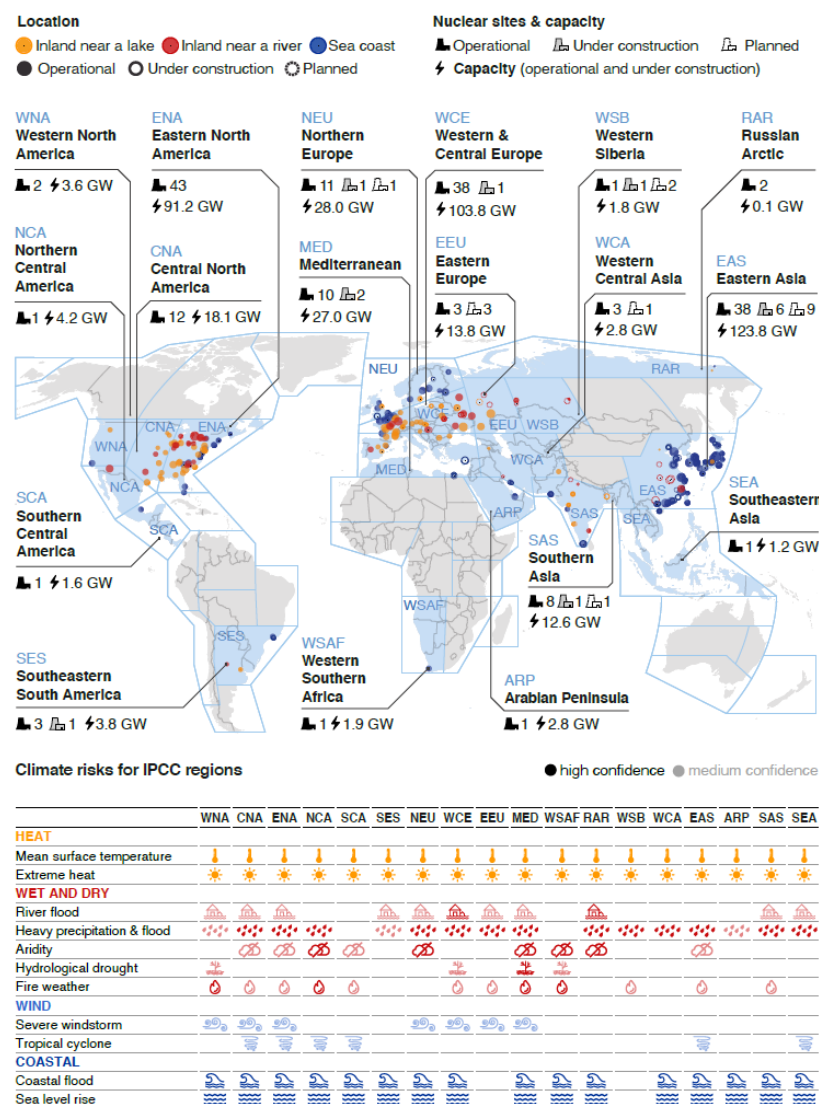 Location
Inland near a lake Inland near a river Sea coast
Operational Under construction Planned
Nuclear sites & capacity
Operational Under construction Planned
Capacity (operational and under construction)
WNA
Western North
America
2 3.6 GW
ENA
Eastern North
America
43
91.2 GW
NEU
Northern
Europe
11 1 1
28.0 GW
WCE
Western &
Central Europe
38 1
103.8 GW
WSB
Western
Siberia
1 1 2
1.8 GW
RAR
Russian
Arctic
2
0.1 GW
NCA
Northern
Central
America
1 4.2 GW
CNA
Central North
America
12 18.1 GW
MED
Mediterranean
10 2
27.0 GW
EEU
Eastern
Europe
3 3
13.8 GW
WCA
Western
Central Asia
3 1
2.8 GW
EAS
Eastern Asia
38 6 9
123.8 GW
NEU
RAR
CNA
ENA
WCE
WNA
EEU
WSB
WCA
MED
NCA
EAS
ARP
SAS
SEA
SCA
WSAF
SES
SCA
Southern
Central
America
1 1.6 GW
SEA
Southeastern
Asia
1 1.2 GW
SAS
Southern
Asia
8 1 1
12.6 GW
SES
Southeastern
South America
3 1 3.8 GW
WSAF
Western
Southern
Africa
1 1.9 GW
ARP
Arabian Peninsula
1 2.8 GW
Climate risks for IPCC regions
high confidence medium confidence
WNA CNA ENA NCA SCA SES NEU WCE EEU MED WSAF RAR WSB WCA EAS ARP SAS SEA
HEAT
Mean surface temperature
Extreme heat
WET AND DRY
River flood
Heavy precipitation & flood
Aridity
Hydrological drought
Fire weather
WIND
Severe windstorm
Tropical cyclone
COASTAL
Coastal flood
Sea level rise